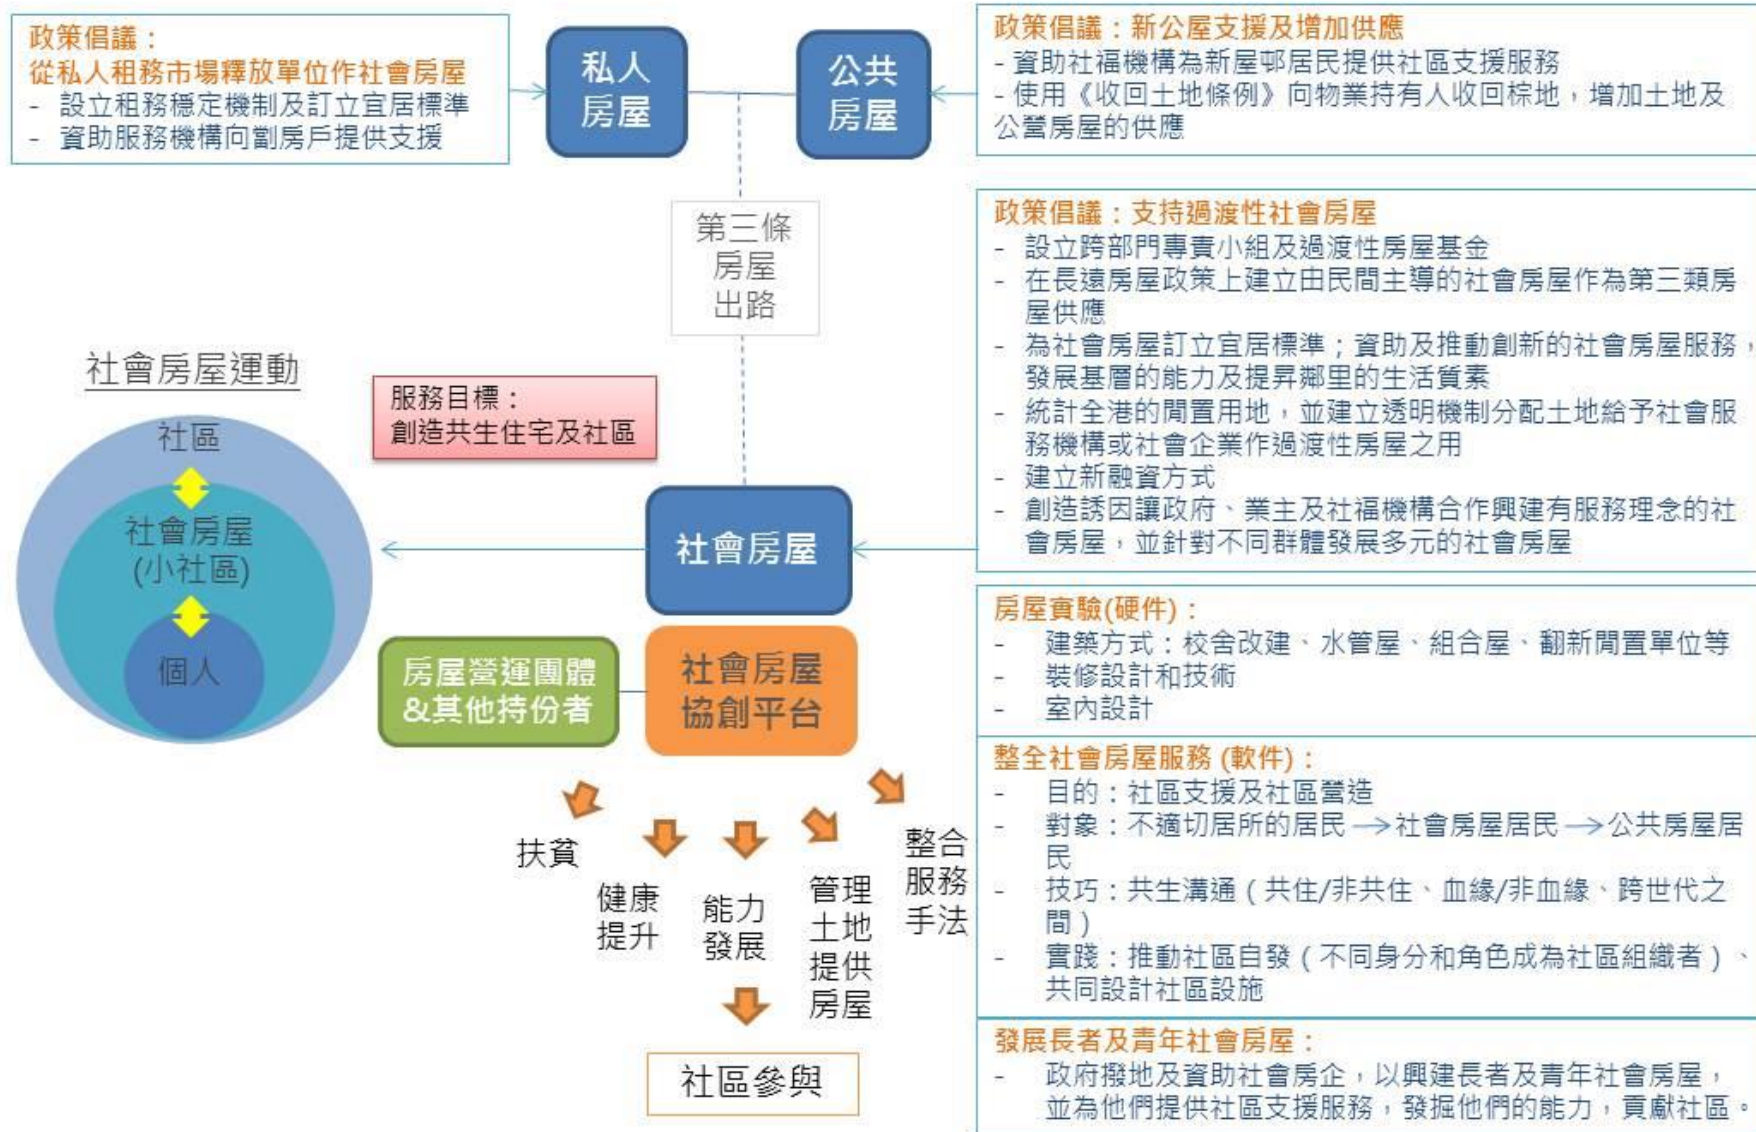 政策倡議：
從私人租務市場釋放單位作社會房屋
- 設立租務穩定機制及訂立宜居標準
- 資助服務機構向劏房戶提供支援
私人
房屋
公共
房屋
政策倡議：新公屋支援及增加供應
- 資助社福機構為新屋邨居民提供社區支援服務
- 使用《收回土地條例》向物業持有人收回棕地，增加土地及
公營房屋的供應
第三條
房屋
出路
政策倡議：支持過渡性社會房屋
- 設立跨部門專責小組及過渡性房屋基金
- 在長遠房屋政策上建立由民間主導的社會房屋作為第三類房
屋供應
- 為社會房屋訂立宜居標準；資助及推動創新的社會房屋服務，
發展基層的能力及提昇鄰里的生活質素
- 統計全港的閒置用地，並建立透明機制分配土地給予社會服
務機構或社會企業作過渡性房屋之用
- 建立新融資方式
- 創造誘因讓政府、業主及社福機構合作興建有服務理念的社
會房屋，並針對不同群體發展多元的社會房屋
社會房屋運動
社區
社會房屋
(小社區)
個人
服務目標：
創造共生住宅及社區
社會房屋
房屋營運團體
&其他持份者
社會房屋
協創平台
扶貧
健康
提升
能力
發展
管理
土地
提供
房屋
整合
服務
手法
社區參與
房屋實驗(硬件)：
- 建築方式：校舍改建、水管屋、組合屋、翻新閒置單位等
- 裝修設計和技術
- 室內設計
整全社會房屋服務 (軟件)：
- 目的：社區支援及社區營造
- 對象：不適切居所的居民→社會房屋居民→公共房屋居
民
- 技巧：共生溝通（共住/非共住、血緣/非血緣、跨世代之
間）
- 實踐：推動社區自發（不同身分和角色成為社區組織者）、
共同設計社區設施
發展長者及青年社會房屋：
- 政府撥地及資助社會房企，以興建長者及青年社會房屋，
並為他們提供社區支援服務，發掘他們的能力，貢獻社區。